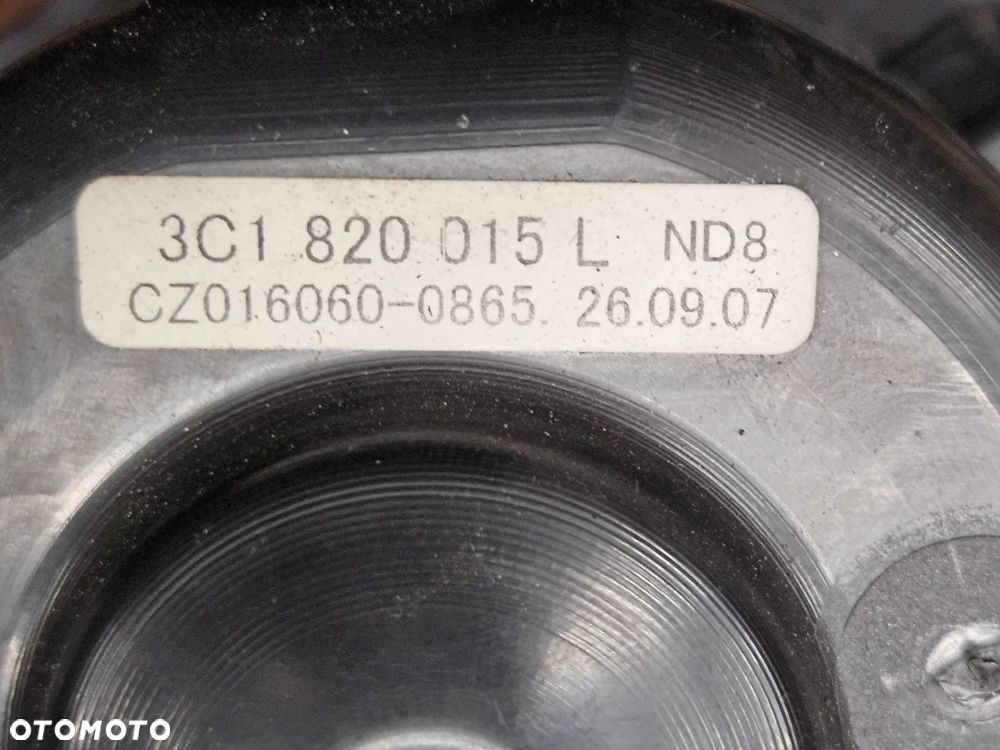 3C1 820 015 L ND8
CZ016060-0865. 26.09.07
OTOMOTO